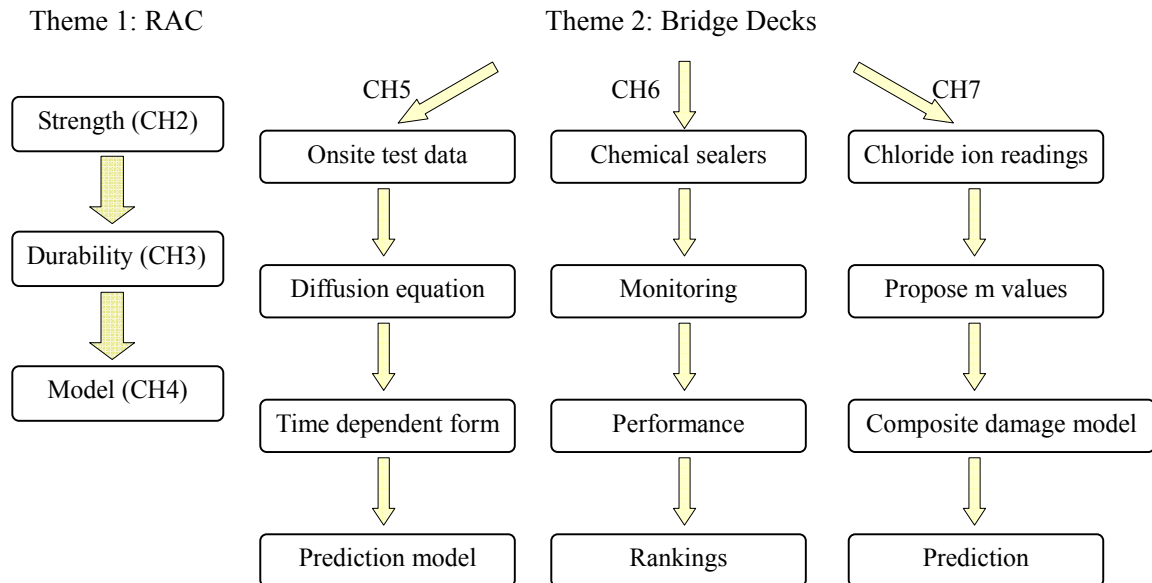 Theme 1: RAC
Strength (CH2)
Durability (CH3)
Model (CH4)
Theme 2: Bridge Decks
CH5
Onsite test data
Diffusion equation
Time dependent form
Prediction model
CH6
Chemical sealers
Monitoring
Performance
Rankings
CH7
Chloride ion readings
Propose m values
Composite damage model
Prediction